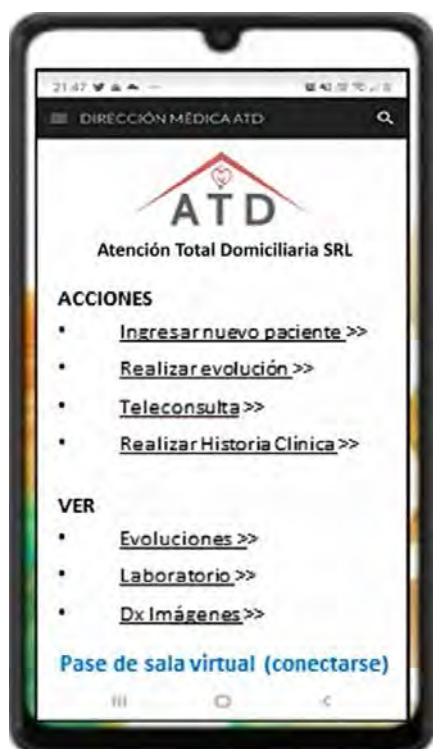 21:47
DIRECCIÓN MÉDICA ATD
ATD
Atención Total Domiciliaria SRL
ACCIONES
• Ingresar nuevo paciente >>
• Realizar evolución >>
• Teleconsulta >>
• Realizar Historia Clínica >>
VER
• Evoluciones >>
• Laboratorio >>
• Dx Imágenes >>
Pase de sala virtual (conectarse)